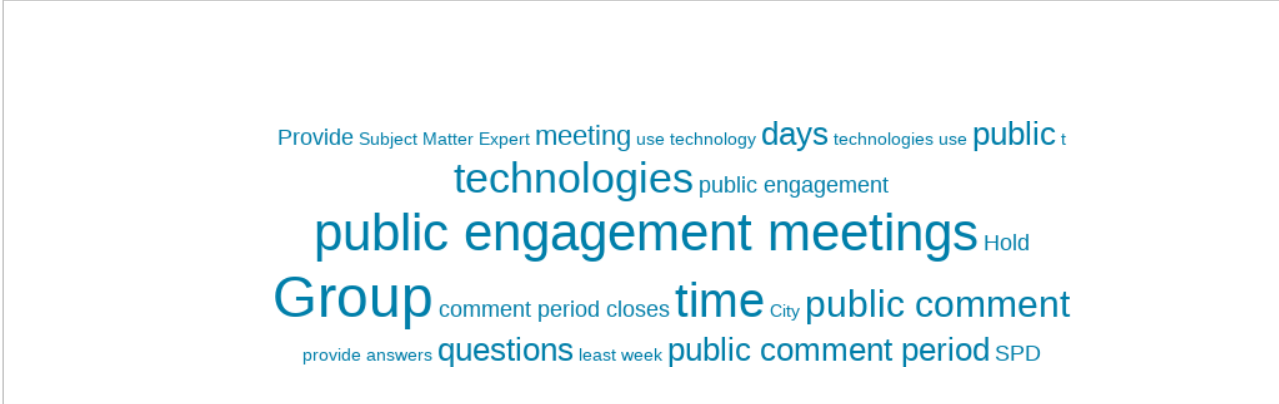 Provide Subject Matter Expert meeting use technology days technologies use public t
technologies public engagement
public engagement meetings Hold
Group comment period closes time City public comment
provide answers questions least week public comment period SPD